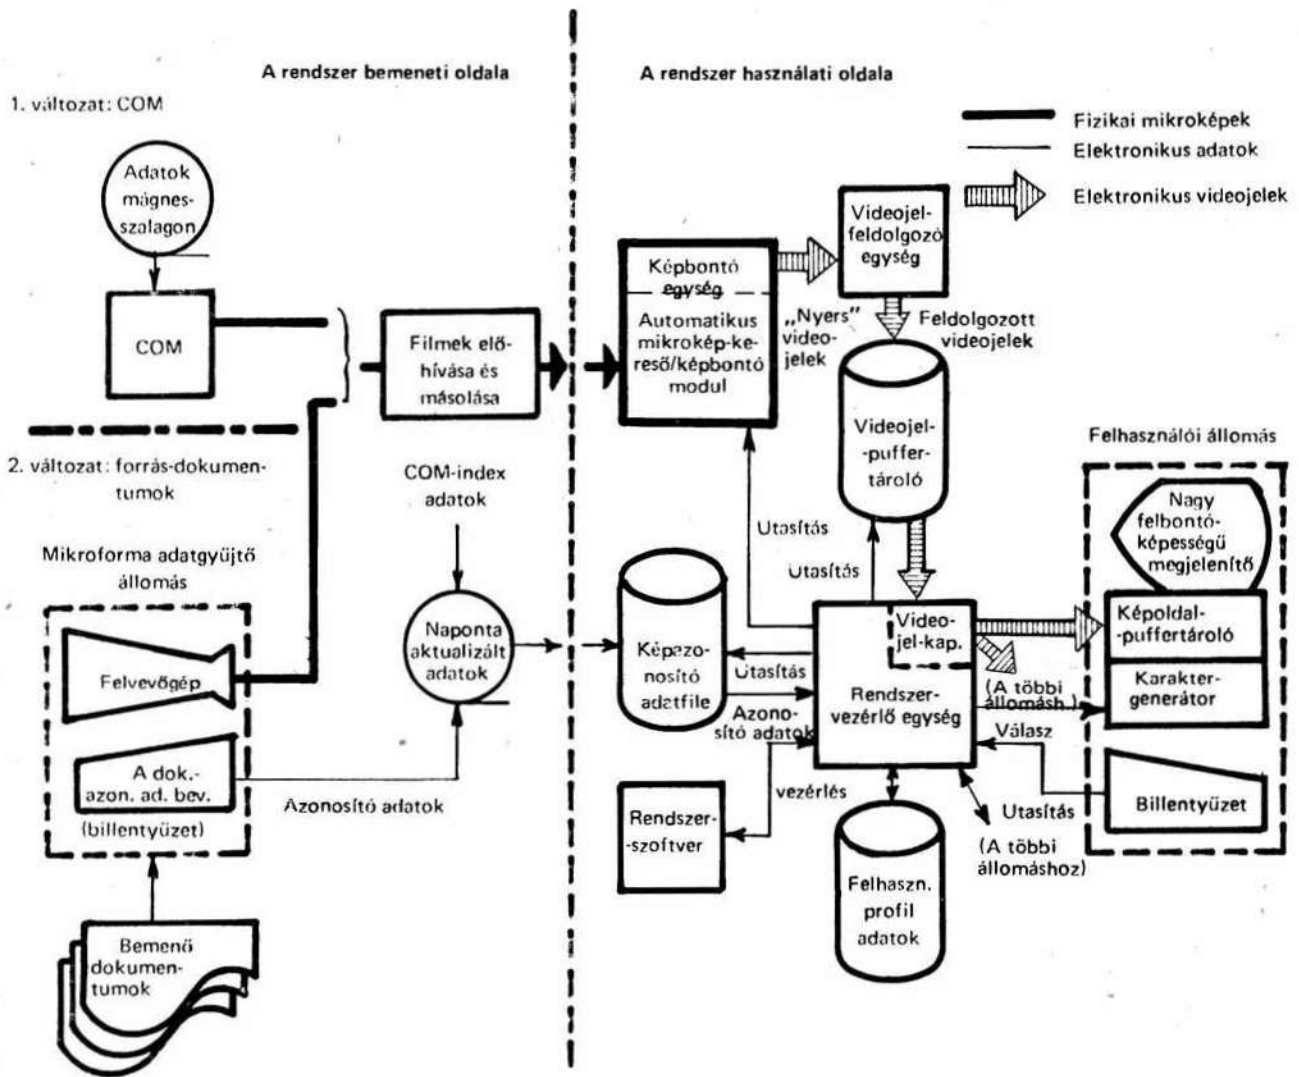 A rendszer bemeneti oldala
A rendszer használati oldala
1. változat: COM
Fizikai mikroképek
Elektronikus adatok
Elektronikus videojelek
Adatok
mágnes-
szalagon
COM
Filmek elő-
hívása és
másolása
Képbontó
egység
Automatikus
mikrokép-ke-
reső/képbontó
modul
„Nyers”
video-
jelek
Videojel-
feldolgozó
egység
Feldolgozott
videojelek
Videojel-
-puffer-
tároló
2. változat: forrás-dokumen-
tumok
COM-index
adatok
Mikroforma adatgyűjtő
állomás
Felvevőgép
A dok.-
azon. ad. bev.
(billentyűzet)
Azonosító adatok
Naponta
aktualizált
adatok
Bemenő
dokumen-
tumok
Utasítás
Utasítás
Képazo-
nosító
adatfile
Utasítás
Azono-
sító adatok
Video-
jel-kap.
Rendszer-
vezérlő egység
vezérlés
Rendszer-
-szoftver
Felhaszn.
profil
adatok
Felhasználói állomás
Nagy
felbontó-
képességű
megjelenítő
Képoldal-
-puffertároló
Karakter-
generátor
(A többi
állomásh.)
Válasz
Billentyűzet
Utasítás
(A többi
állomáshoz)